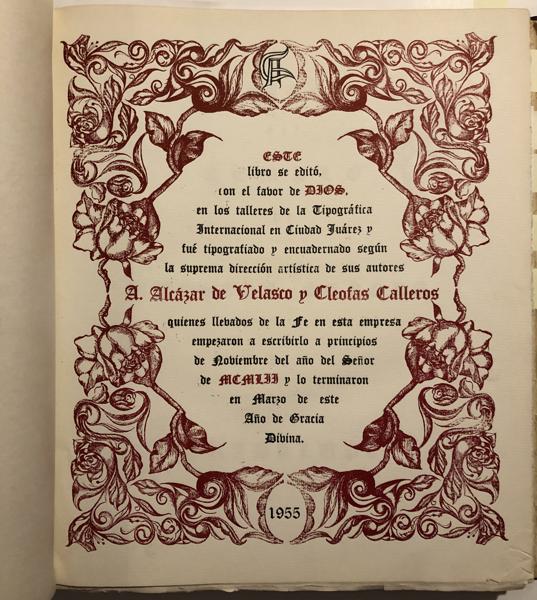 ESTE
libro se editó,
con el favor de DIOS,
en los talleres de la Tipográfica
Internacional en Ciudad Juárez y
fué tipografiado y encuadernado según
la suprema dirección artística de sus autores
A. Alcázar de Velasco y Cleofas Calleros
quienes llevados de la Fe en esta empresa
empezaron a escribirlo a principios
de Noviembre del año del Señor
de MCMLII y lo terminaron
en Marzo de este
Año de Gracia
Divina.
1955